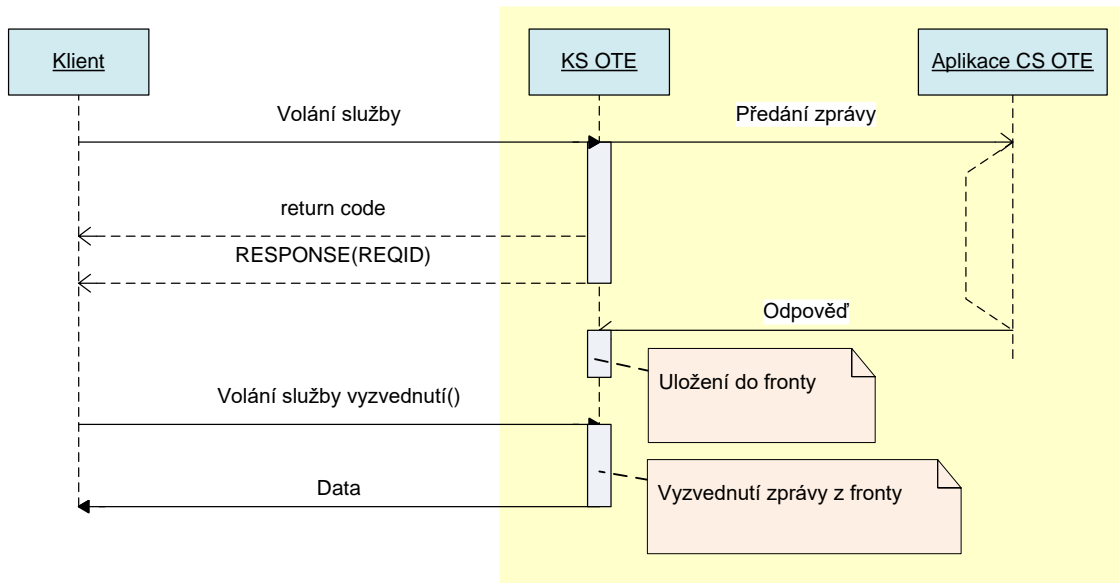 Klient
KS OTE
Aplikace CS OTE
Volání služby
Předání zprávy
return code
RESPONSE(REQID)
Odpověď
Uložení do fronty
Volání služby vyzvednutí()
Data
Vyzvednutí zprávy z fronty